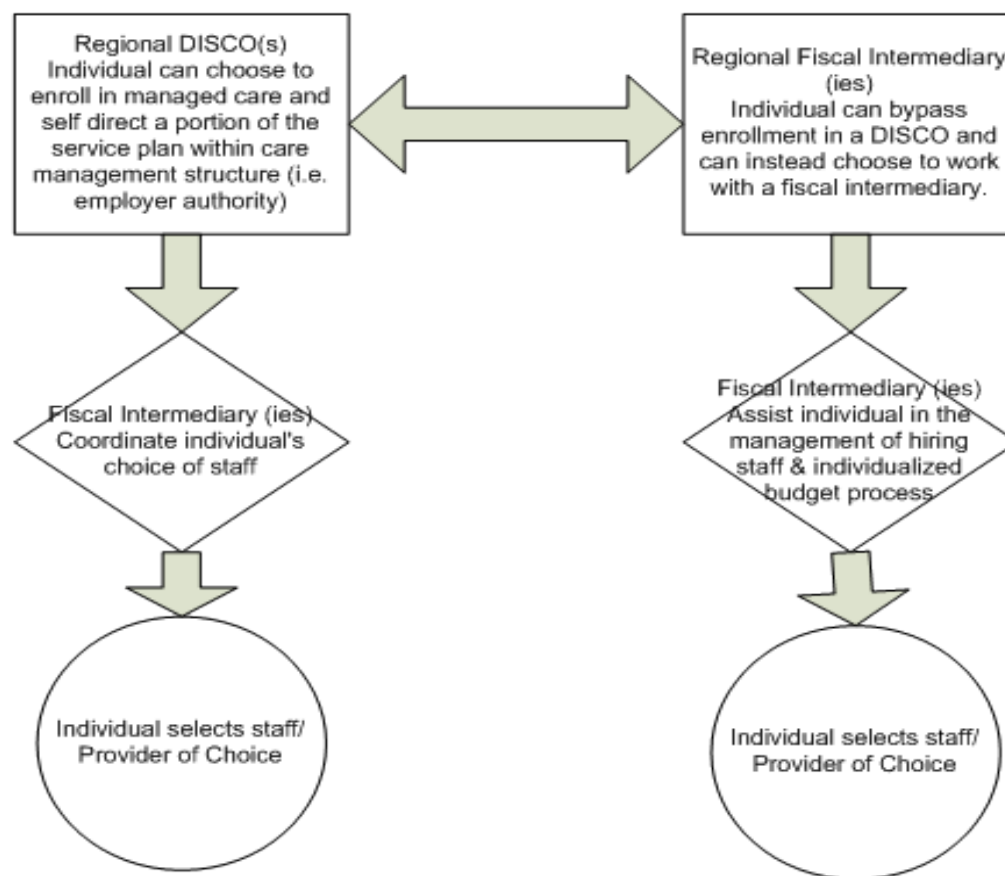 Regional DISCO(s)
Individual can choose to
enroll in managed care and
self direct a portion of the
service plan within care
management structure (i.e.
employer authority)
Regional Fiscal Intermediary
(ies)
Individual can bypass
enrollment in a DISCO and
can instead choose to work
with a fiscal intermediary.
Fiscal Intermediary (ies)
Coordinate individual's
choice of staff
Fiscal Intermediary (ies)
Assist individual in the
management of hiring
staff & individualized
budget process
Individual selects staff/
Provider of Choice
Individual selects staff/
Provider of Choice